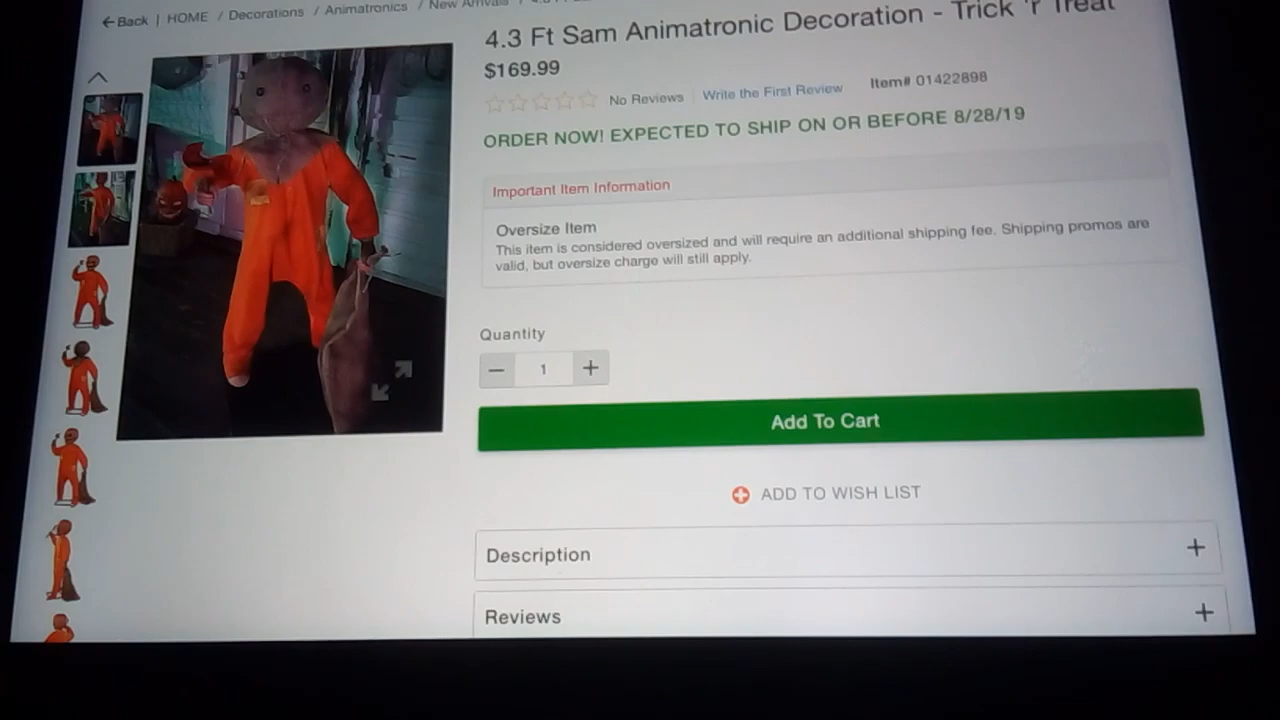 ←Back | HOME / Decorations / Animatronics / New Arrivals /
4.3 Ft Sam Animatronic Decoration - Trick 'r Treat
$169.99
No Reviews | Write the First Review Item# 01422898
ORDER NOW! EXPECTED TO SHIP ON OR BEFORE 8/28/19
Important Item Information
Oversize Item
This item is considered oversized and will require an additional shipping fee. Shipping promos are
valid, but oversize charge will still apply.
Quantity
− 1 +
Add To Cart
ADD TO WISH LIST
Description +
Reviews +